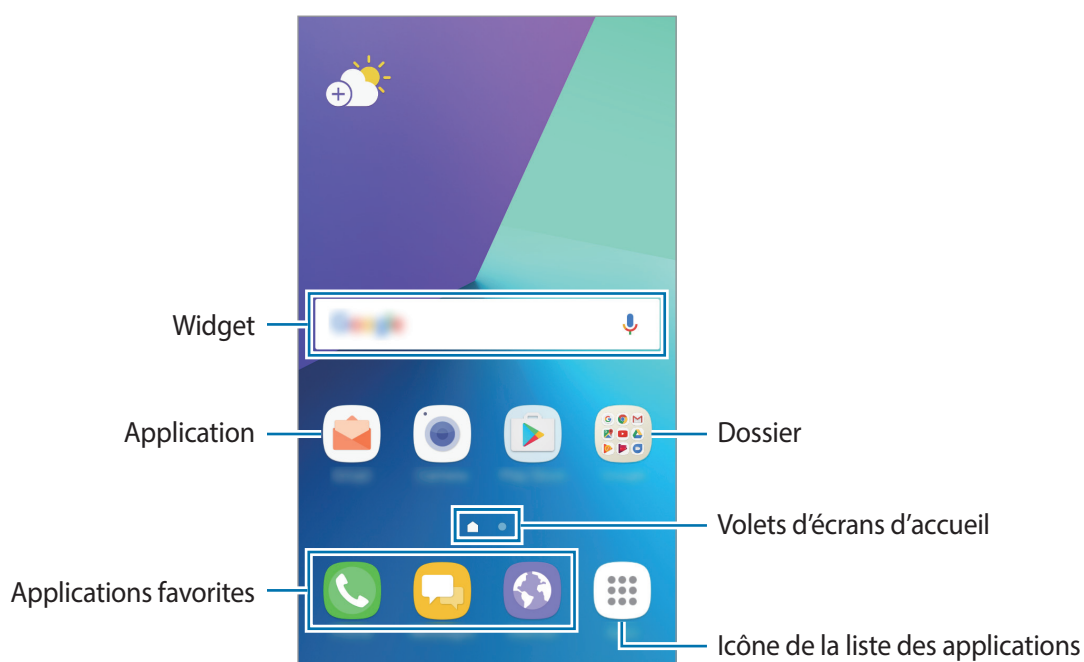 Widget
Application
Dossier
Volets d'écrans d'accueil
Applications favorites
Icône de la liste des applications